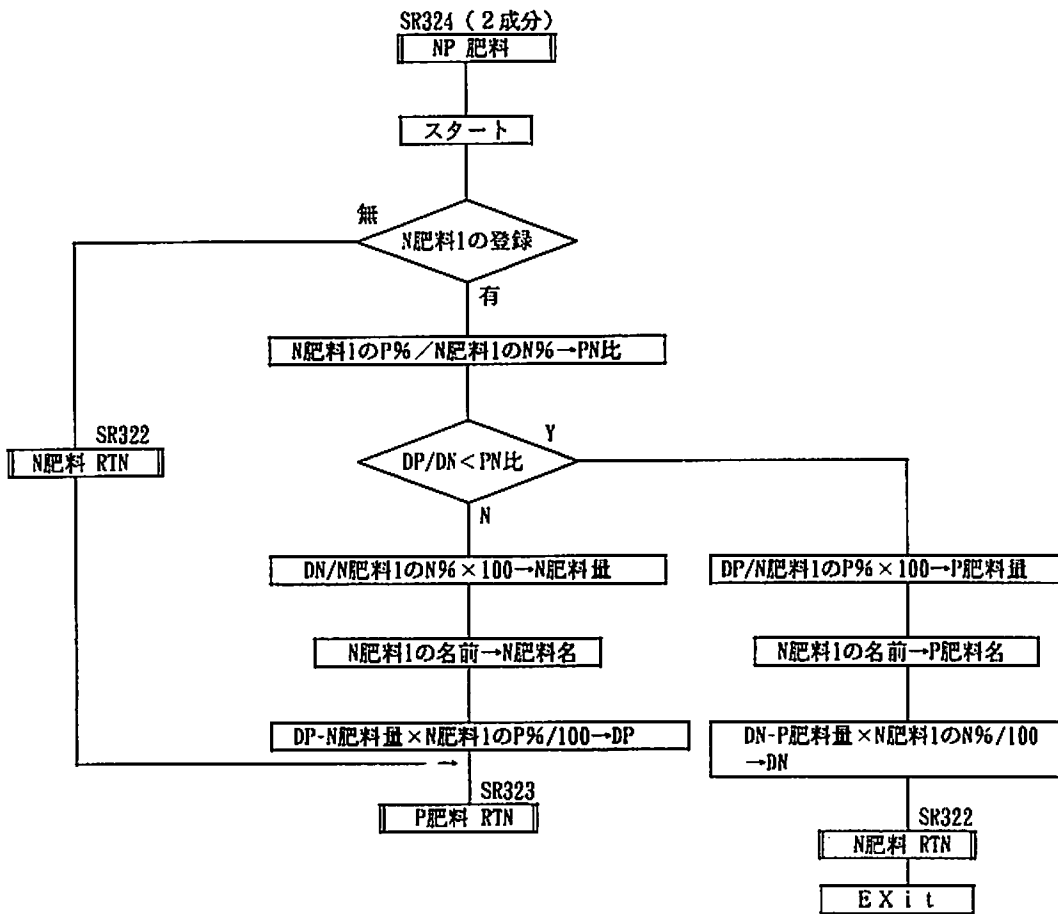 SR324 (2成分)
NP 肥料
スタート
無
N肥料1の登録
有
N肥料1のP%/N肥料1のN%→PN比
SR322
N肥料 RTN
Y
DP/DN<PN比
N
DN/N肥料1のN%×100→N肥料量
DP/N肥料1のP%×100→P肥料量
N肥料1の名前→N肥料名
N肥料1の名前→P肥料名
DP-N肥料量×N肥料1のP%/100→DP
DN-P肥料量×N肥料1のN%/100
→DN
→
SR323
P肥料 RTN
SR322
N肥料 RTN
EXit